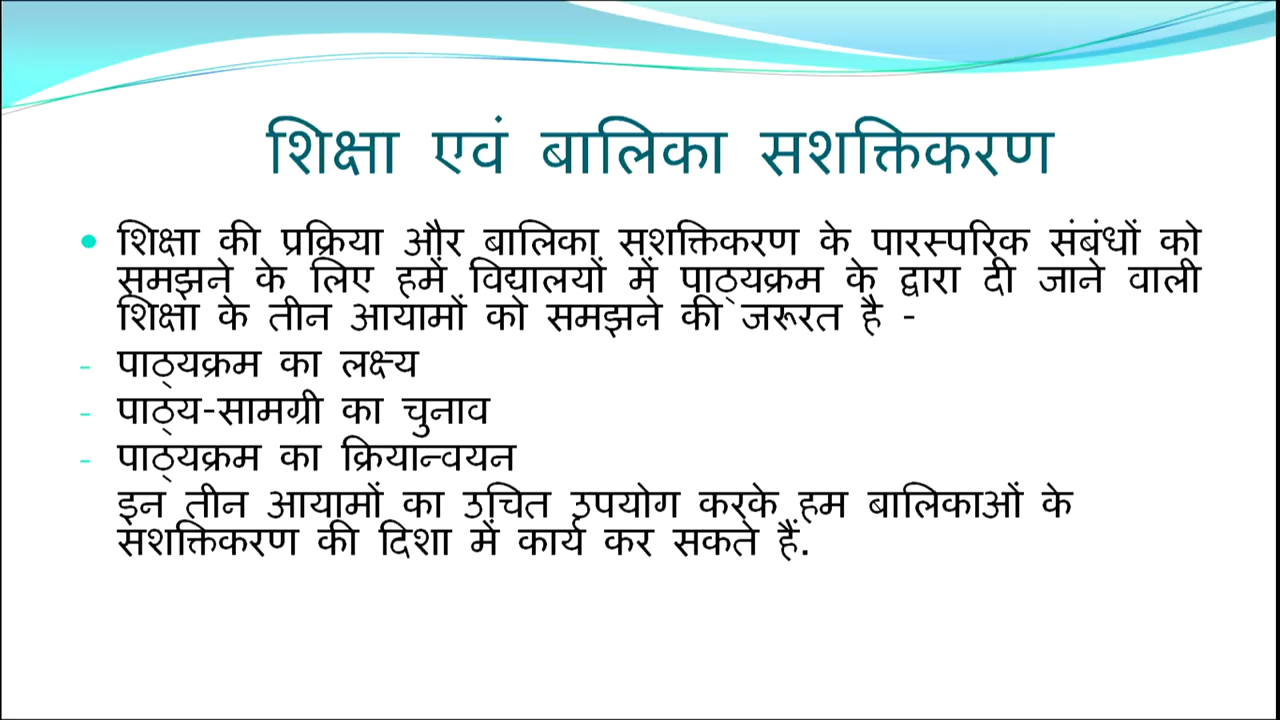 शिक्षा एवं बालिका सशक्तिकरण
• शिक्षा की प्रक्रिया और बालिका सशक्तिकरण के पारस्परिक संबंधों को
समझने के लिए हमें विद्यालयों में पाठ्यक्रम के द्वारा दी जाने वाली
शिक्षा के तीन आयामों को समझने की जरूरत है -
- पाठ्यक्रम का लक्ष्य
- पाठ्य-सामग्री का चुनाव
- पाठ्यक्रम का क्रियान्वयन
इन तीन आयामों का उचित उपयोग करके हम बालिकाओं के
सशक्तिकरण की दिशा में कार्य कर सकते हैं.